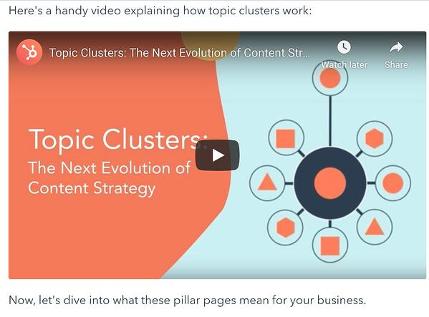 Here's a handy video explaining how topic clusters work:
Topic Clusters: The Next Evolution of Content Str...
Watch later
Share
Topic Clusters:
The Next Evolution of
Content Strategy
Now, let's dive into what these pillar pages mean for your business.